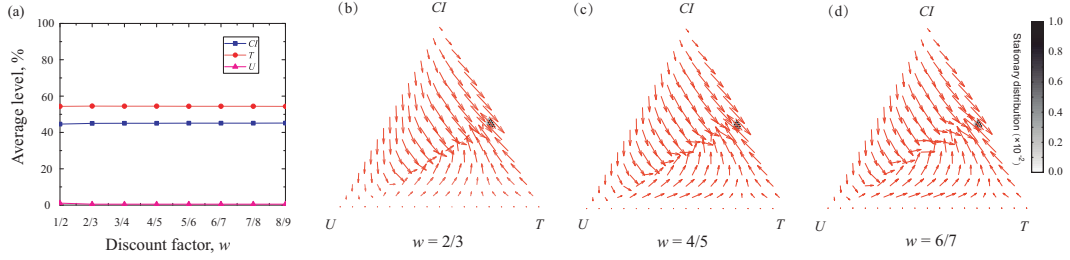 (a)
100
80
60
40
20
0
Average level, %
CI
T
U
1/2 2/3 3/4 4/5 5/6 6/7 7/8 8/9
Discount factor, w
(b)
CI
U
T
w = 2/3
(c)
CI
U
T
w = 4/5
(d)
CI
U
T
w = 6/7
Stationary distribution (×10⁻²)
1.0
0.8
0.6
0.4
0.2
0.0